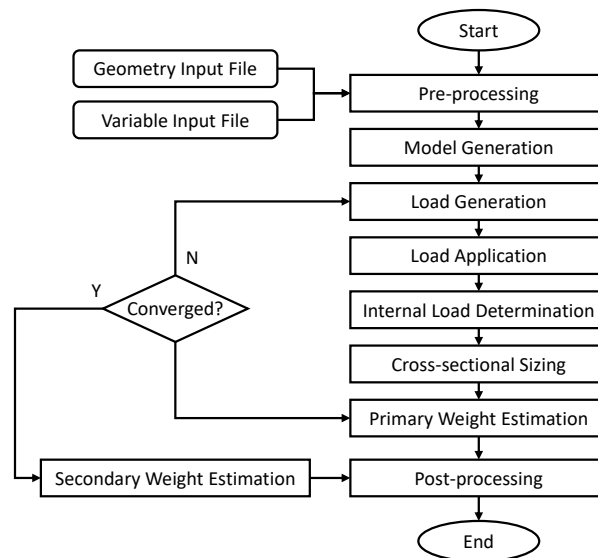 Start
Geometry Input File
Variable Input File
Pre-processing
Model Generation
Load Generation
N
Load Application
Y
Converged?
Internal Load Determination
Cross-sectional Sizing
Primary Weight Estimation
Secondary Weight Estimation
Post-processing
End